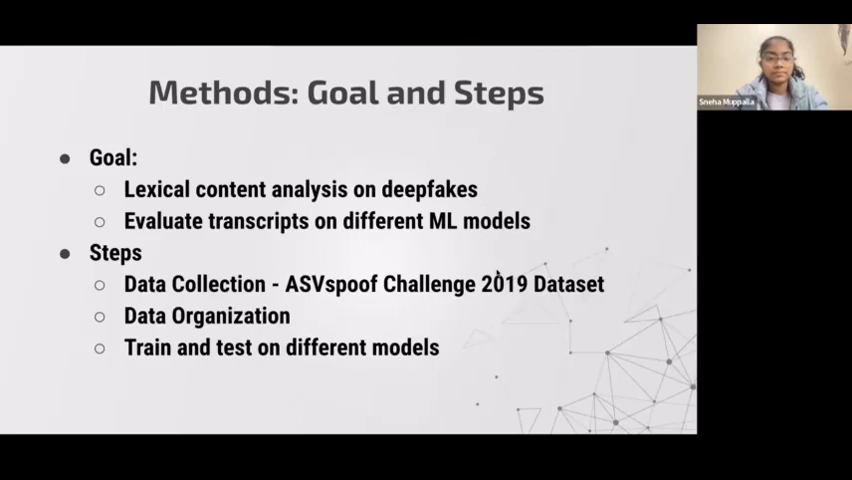 Methods: Goal and Steps
● Goal:
○ Lexical content analysis on deepfakes
○ Evaluate transcripts on different ML models
● Steps
○ Data Collection - ASVspoof Challenge 2019 Dataset
○ Data Organization
○ Train and test on different models
Sneha Muppalla